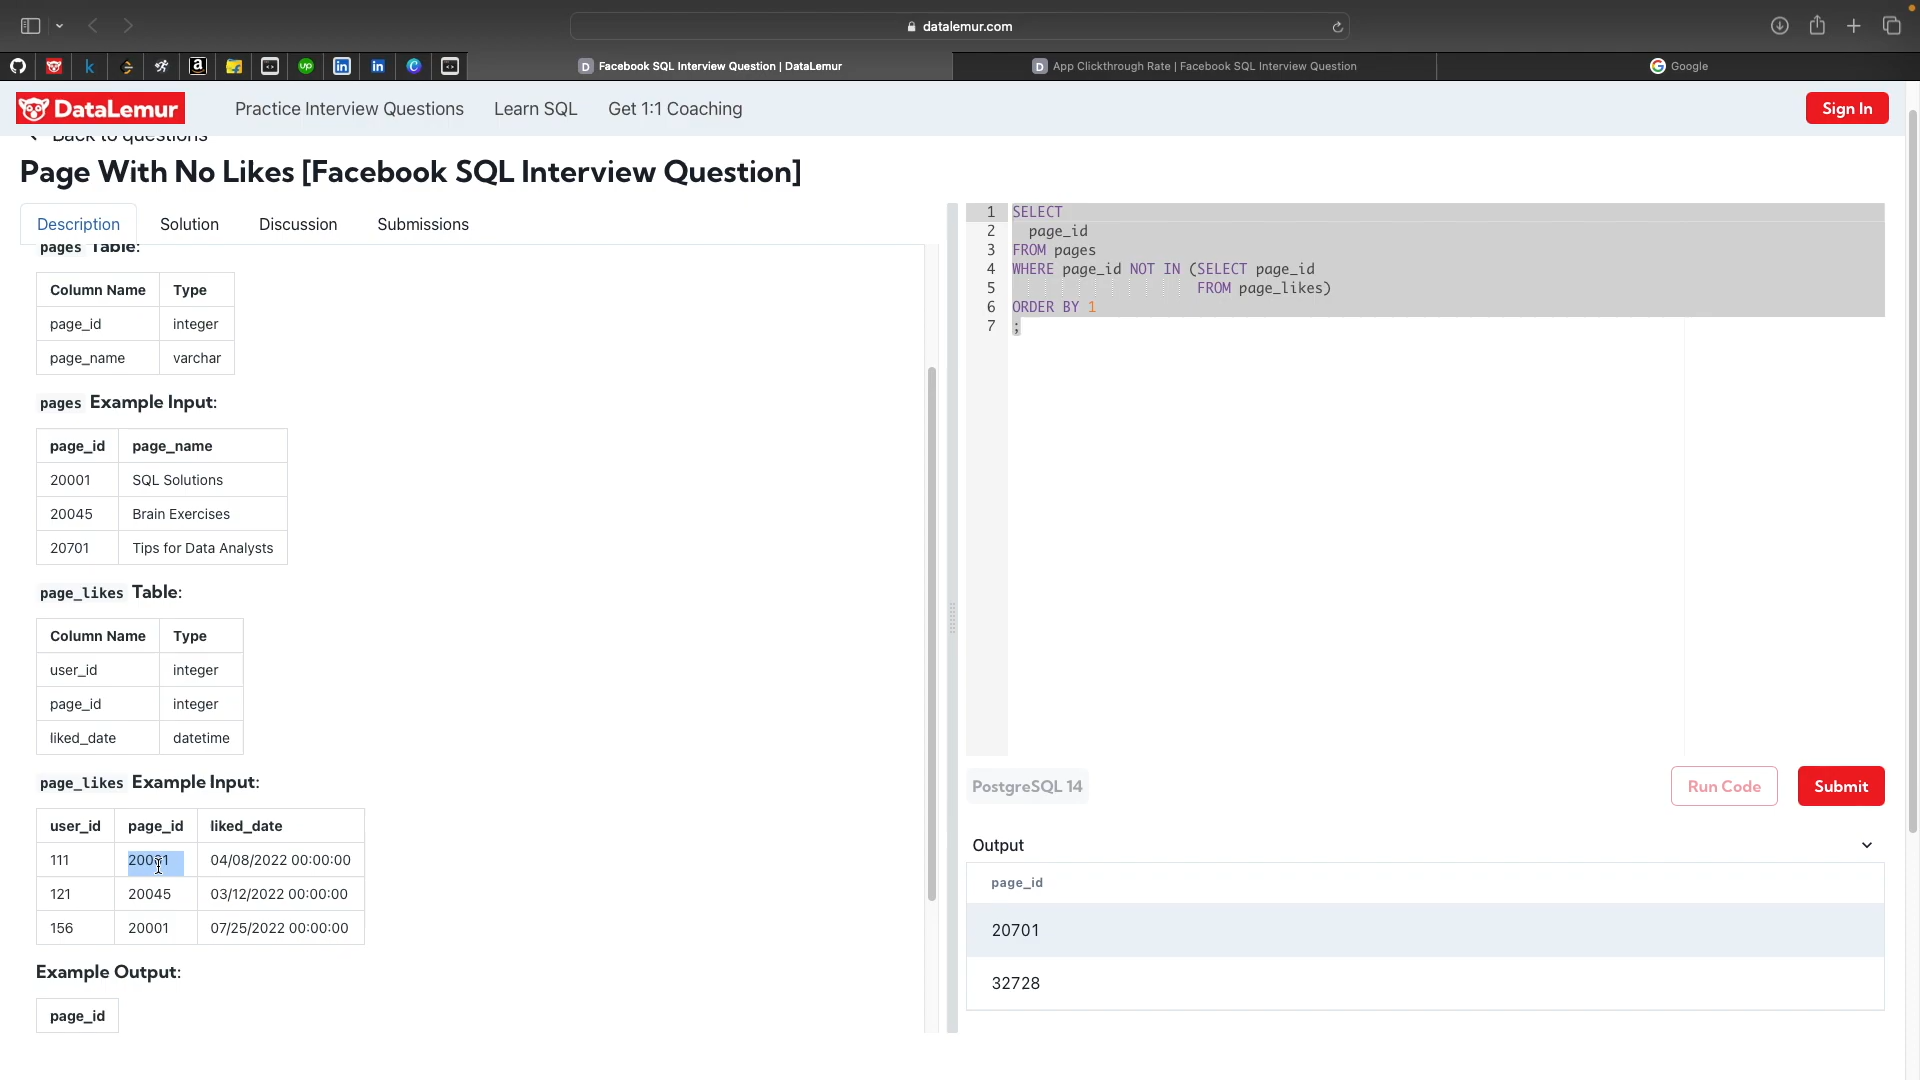 datalemur.com
Facebook SQL Interview Question | DataLemur
App Clickthrough Rate | Facebook SQL Interview Question
Google
DataLemur
Practice Interview Questions
Learn SQL
Get 1:1 Coaching
Sign In
Back to questions
Page With No Likes [Facebook SQL Interview Question]
Description
Solution
Discussion
Submissions
pages Table:
Column Name Type
page_id integer
page_name varchar
pages Example Input:
page_id page_name
20001 SQL Solutions
20045 Brain Exercises
20701 Tips for Data Analysts
page_likes Table:
Column Name Type
user_id integer
page_id integer
liked_date datetime
page_likes Example Input:
user_id page_id liked_date
111 20001 04/08/2022 00:00:00
121 20045 03/12/2022 00:00:00
156 20001 07/25/2022 00:00:00
Example Output:
page_id
1 SELECT
2 page_id
3 FROM pages
4 WHERE page_id NOT IN (SELECT page_id
5 FROM page_likes)
6 ORDER BY 1
7 ;
PostgreSQL 14
Run Code
Submit
Output
page_id
20701
32728